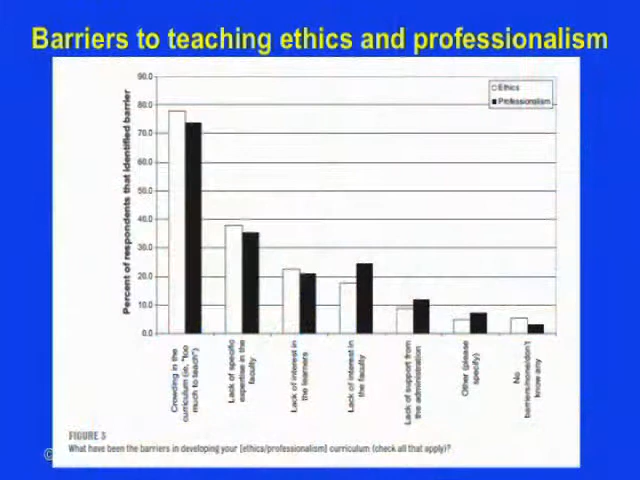 Barriers to teaching ethics and professionalism
Percent of respondents that identified barrier
90.0
80.0
70.0
60.0
50.0
40.0
30.0
20.0
10.0
0.0
Ethics
Professionalism
Crowding in the
curriculum (ie, "too
much to teach")
Lack of specific
expertise in the
faculty
Lack of interest in
the learners
Lack of interest in
the faculty
Lack of support from
the administration
Other (please
specify)
No
barriers/none/don't
know any
FIGURE 3
What have been the barriers in developing your [ethics/professionalism] curriculum (check all that apply)?
©